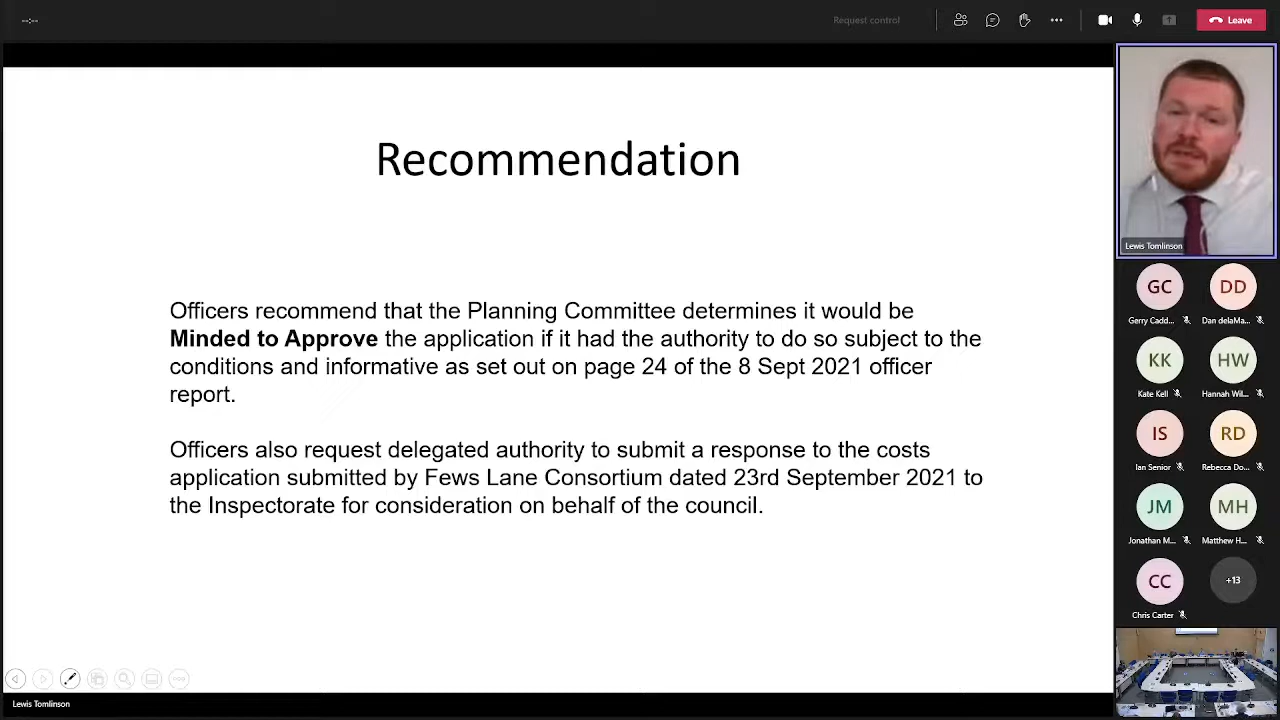 --:--
Request control
Leave
Recommendation
Officers recommend that the Planning Committee determines it would be
Minded to Approve the application if it had the authority to do so subject to the
conditions and informative as set out on page 24 of the 8 Sept 2021 officer
report.
Officers also request delegated authority to submit a response to the costs
application submitted by Fews Lane Consortium dated 23rd September 2021 to
the Inspectorate for consideration on behalf of the council.
Lewis Tomlinson
GC
DD
Gerry Cadd...
Dan delaMa...
KK
HW
Kate Kell
Hannah Wil...
IS
RD
Ian Senior
Rebecca Do...
JM
MH
Jonathan M...
Matthew H...
CC
+13
Chris Carter
Lewis Tomlinson